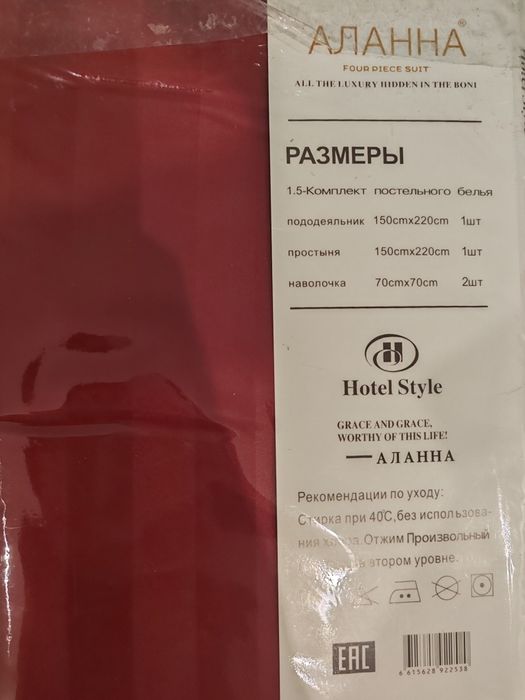 АЛАННА®
FOUR PIECE SUIT
ALL THE LUXURY HIDDEN IN THE BONI
РАЗМЕРЫ
1.5-Комплект постельного белья
пододеяльник 150cmx220cm 1шт
простыня 150cmx220cm 1шт
наволочка 70cmx70cm 2шт
H
Hotel Style
GRACE AND GRACE,
WORTHY OF THIS LIFE!
—АЛАННА
Рекомендации по уходу:
Стирка при 40℃,без использова-
ния хлора.Отжим Произвольный
втором уровне.
EAC
6 615628 922538